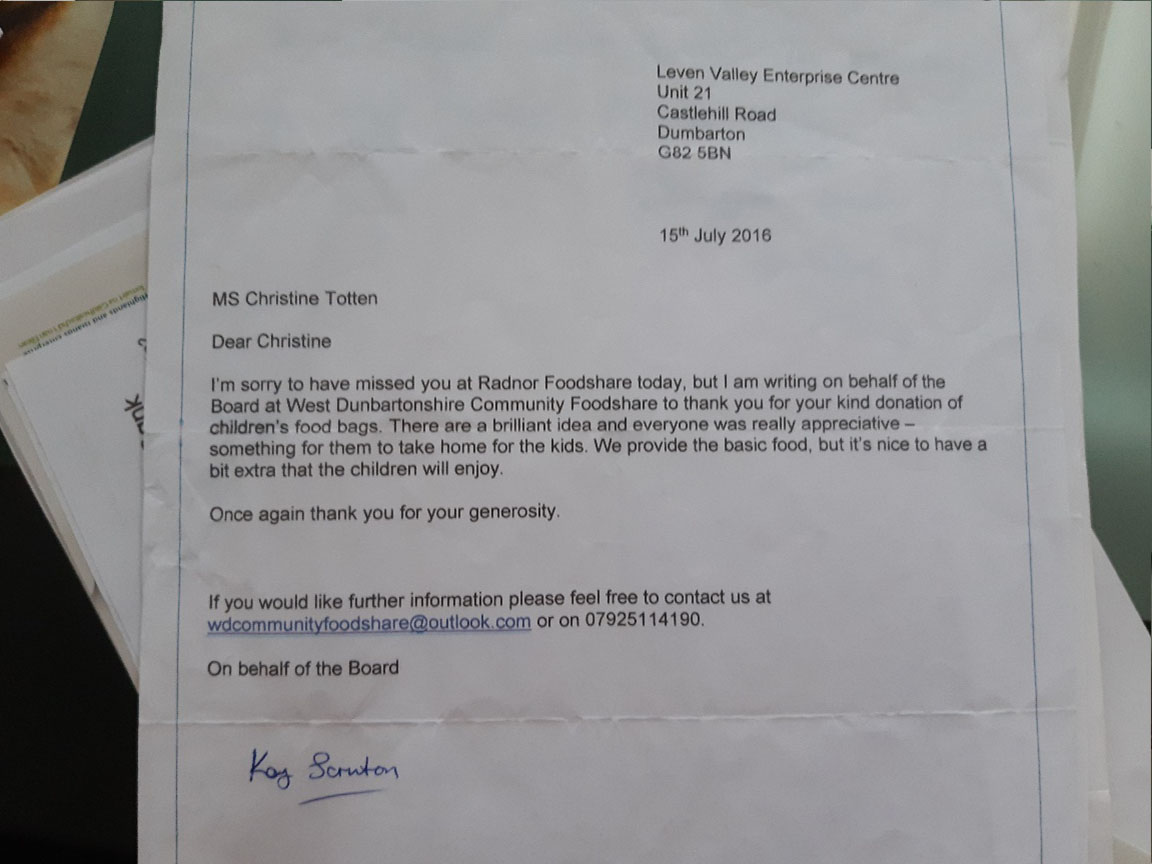 Leven Valley Enterprise Centre
Unit 21
Castlehill Road
Dumbarton
G82 5BN
15th July 2016
MS Christine Totten
Dear Christine
I'm sorry to have missed you at Radnor Foodshare today, but I am writing on behalf of the
Board at West Dunbartonshire Community Foodshare to thank you for your kind donation of
children's food bags. There are a brilliant idea and everyone was really appreciative –
something for them to take home for the kids. We provide the basic food, but it's nice to have a
bit extra that the children will enjoy.
Once again thank you for your generosity.
If you would like further information please feel free to contact us at
wdcommunityfoodshare@outlook.com or on 07925114190.
On behalf of the Board
Kay Scruton